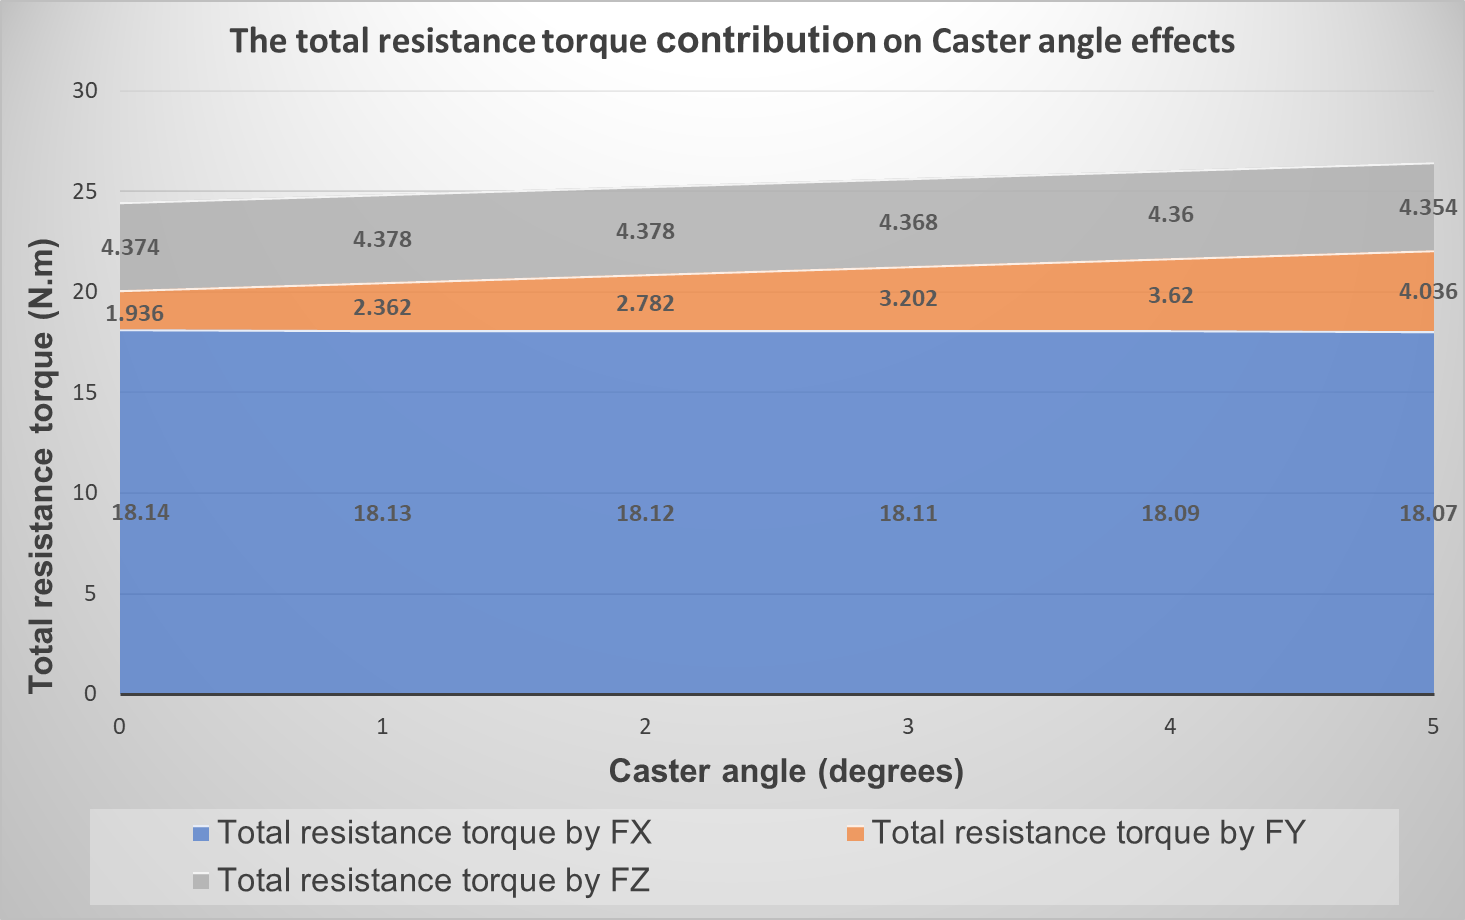 The total resistance torque contribution on Caster angle effects
30
25
20
15
10
5
0
Total resistance torque (N.m)
4.374 4.378 4.378 4.368 4.36 4.354
1.936 2.362 2.782 3.202 3.62 4.036
18.14 18.13 18.12 18.11 18.09 18.07
0 1 2 3 4 5
Caster angle (degrees)
Total resistance torque by FX Total resistance torque by FY
Total resistance torque by FZ